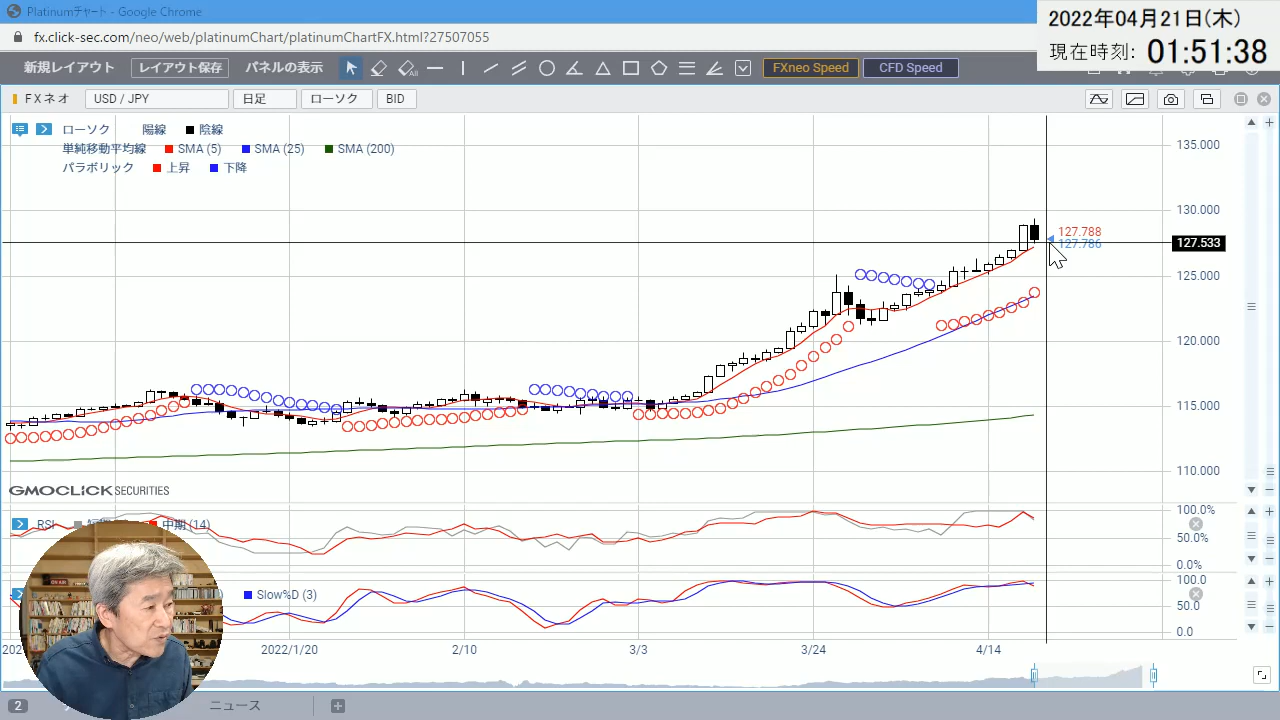 Platinumチャート - Google Chrome
2022年04月21日(木)
現在時刻: 01:51:38
fx.click-sec.com/neo/web/platinumChart/platinumChartFX.html?27507055
新規レイアウト レイアウト保存 パネルの表示 FXneo Speed CFD Speed
FXネオ USD / JPY 日足 ローソク BID
ローソク 陽線 陰線
単純移動平均線 SMA (5) SMA (25) SMA (200)
パラボリック 上昇 下降
135.000
130.000
127.788
127.786
127.533
125.000
120.000
115.000
110.000
GMOCLICK SECURITIES
RSI 中期 (14)
100.0%
50.0%
0.0%
Slow%D (3)
100.0
50.0
0.0
2022/1/20 2/10 3/3 3/24 4/14
2 ニュース